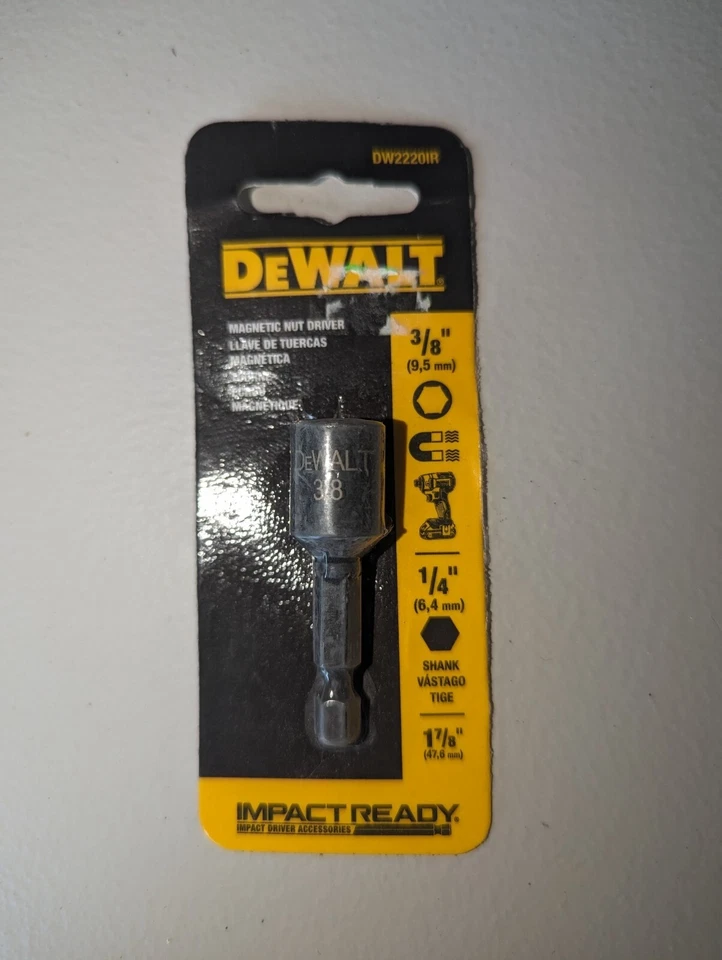 DW2220IR
DEWALT
MAGNETIC NUT DRIVER
LLAVE DE TUERCAS
MAGNÉTICA
MAGNÉTIQUE
3/8"
(9,5 mm)
DEWALT
3/8
1/4"
(6,4 mm)
SHANK
VÁSTAGO
TIGE
1 7/8"
(47,6 mm)
IMPACT READY®
IMPACT DRIVER ACCESSORIES